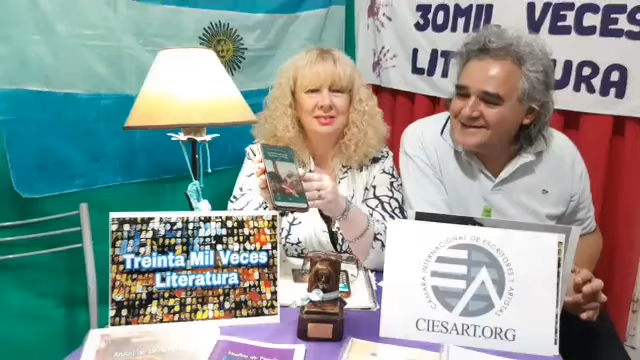 30MIL VECES
LITERATURA
Treinta Mil Veces
Literatura
CÁMARA INTERNACIONAL DE ESCRITORES Y ARTISTAS
CIESART.ORG